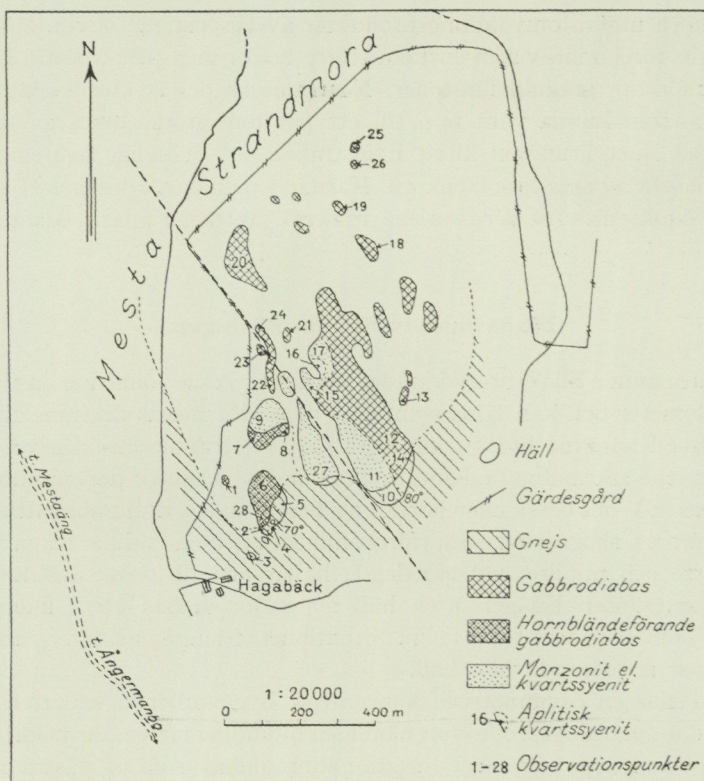 N
Strandmora
Mesta
25
26
19
18
20
24
21
23
16
17
22
15
13
9
7
8
12
14
11
27
10
80°
1
6
5
28
2
70°
4
3
Hagabäck
t. Mestaäng
t. Ångermanbg
1:20000
0 200 400 m
Häll
Gärdesgård
Gnejs
Gabbrodiabas
Hornbländeförande
gabbrodiabas
Monzonit el.
kvartssyenit
16 Aplitisk
kvartssyenit
1-28 Observationspunkter